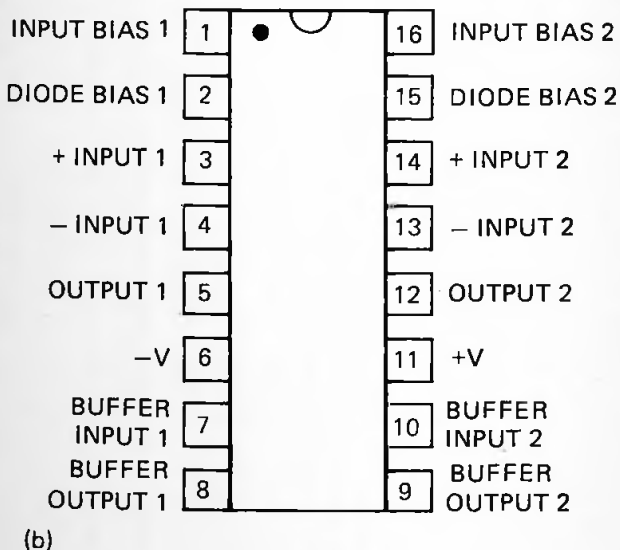 INPUT BIAS 1 1 16 INPUT BIAS 2
DIODE BIAS 1 2 15 DIODE BIAS 2
+ INPUT 1 3 14 + INPUT 2
– INPUT 1 4 13 – INPUT 2
OUTPUT 1 5 12 OUTPUT 2
–V 6 11 +V
BUFFER
INPUT 1 7 10 BUFFER
INPUT 2
BUFFER
OUTPUT 1 8 9 BUFFER
OUTPUT 2
(b)